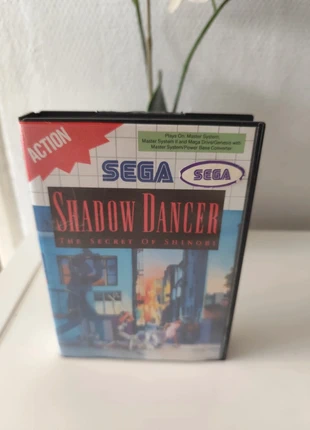 ACTION
Plays On: Master System,
Master System II and Mega Drive/Genesis with
Master System/Power Base Converter
SEGA
SEGA
SHADOW DANCER
THE SECRET OF SHINOBI